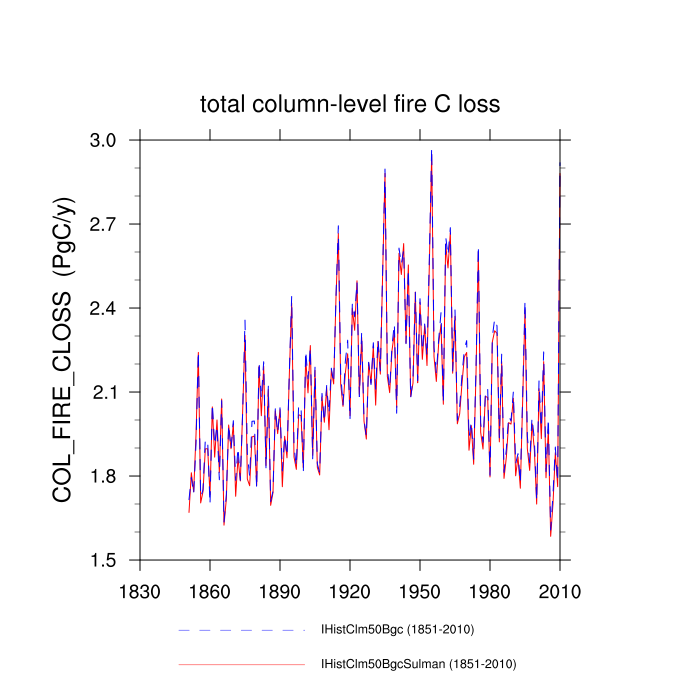 total column-level fire C loss
COL_FIRE_CLOSS (PgC/y)
3.0
2.7
2.4
2.1
1.8
1.5
1830 1860 1890 1920 1950 1980 2010
IHistClm50Bgc (1851-2010)
IHistClm50BgcSulman (1851-2010)